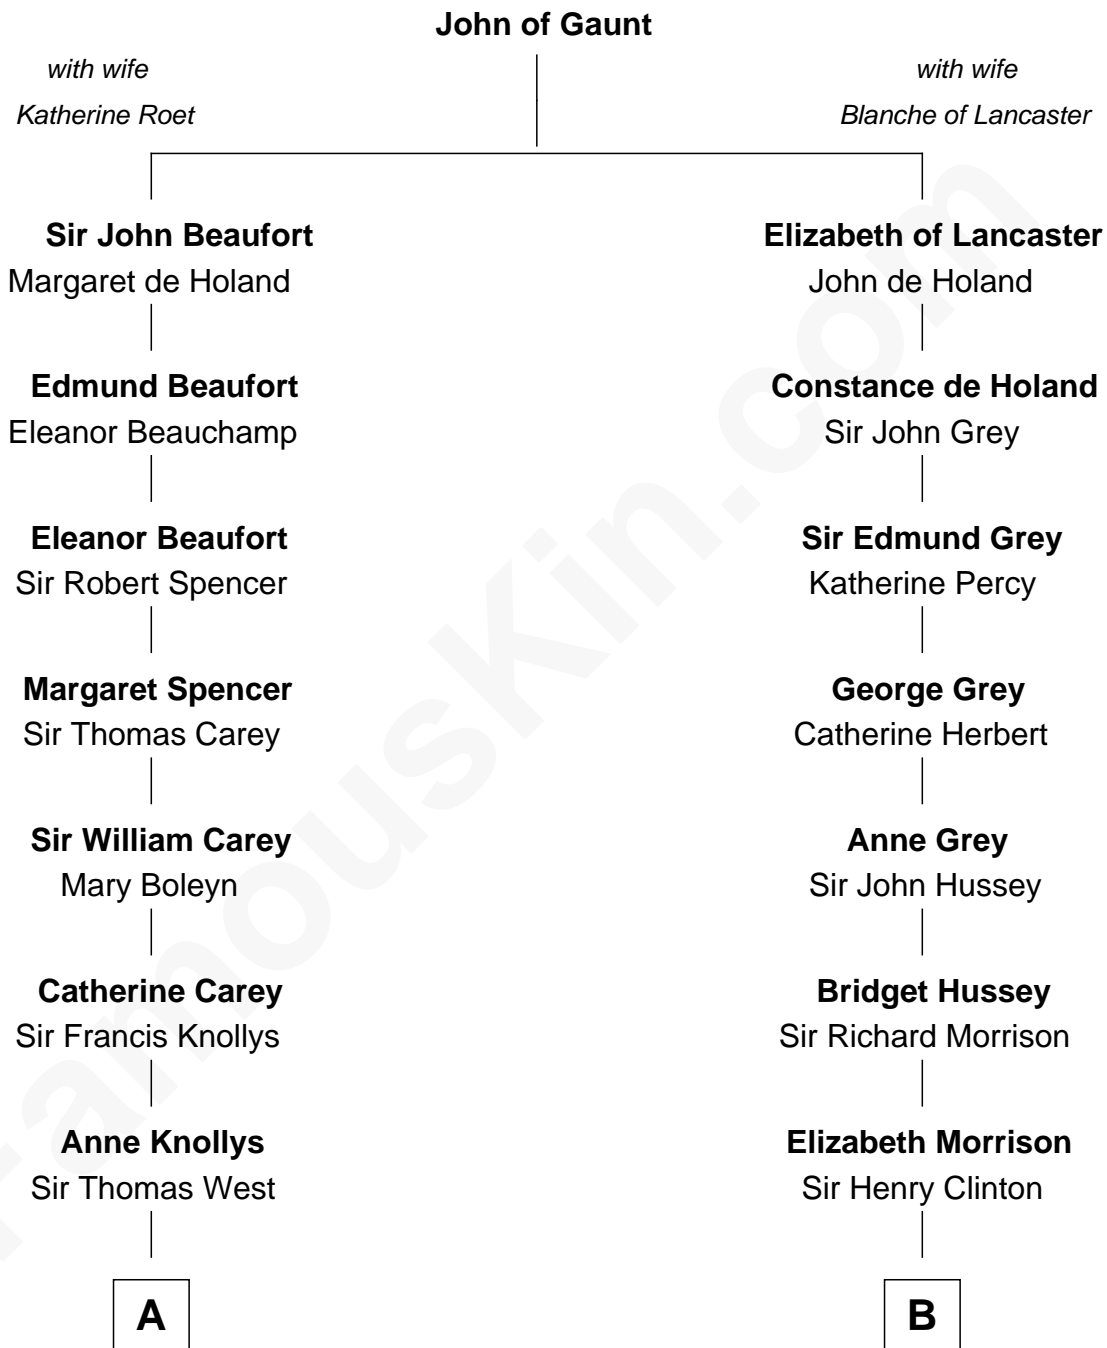 John of Gaunt
with wife
Katherine Roet
with wife
Blanche of Lancaster
Sir John Beaufort
Margaret de Holand
Elizabeth of Lancaster
John de Holand
Edmund Beaufort
Eleanor Beauchamp
Constance de Holand
Sir John Grey
Eleanor Beaufort
Sir Robert Spencer
Sir Edmund Grey
Katherine Percy
Margaret Spencer
Sir Thomas Carey
George Grey
Catherine Herbert
Sir William Carey
Mary Boleyn
Anne Grey
Sir John Hussey
Catherine Carey
Sir Francis Knollys
Bridget Hussey
Sir Richard Morrison
Anne Knollys
Sir Thomas West
Elizabeth Morrison
Sir Henry Clinton
A
B
FamousKin.com